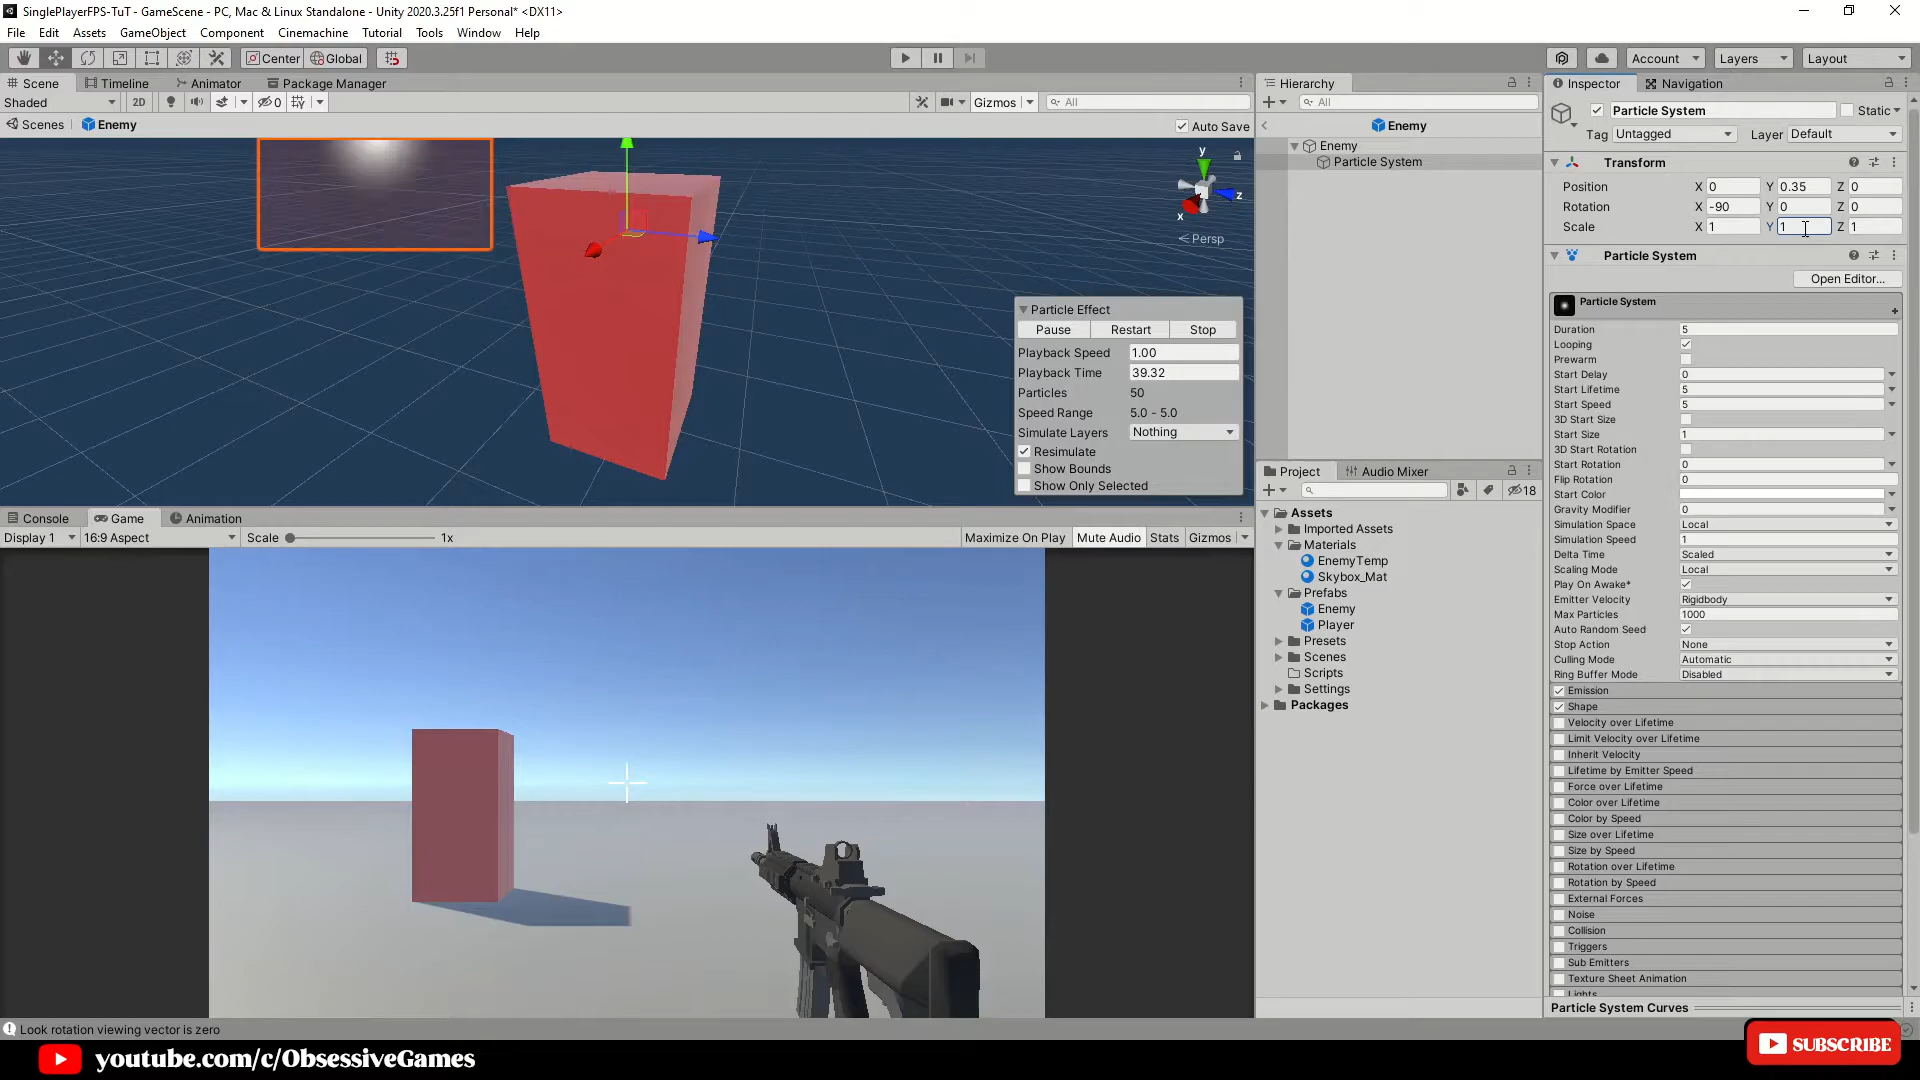 SinglePlayerFPS-TuT - GameScene - PC, Mac & Linux Standalone - Unity 2020.3.25f1 Personal* <DX11>
File Edit Assets GameObject Component Cinemachine Tutorial Tools Window Help
Center Global Account Layers Layout
Scene Timeline Animator Package Manager
Shaded 2D 0 Gizmos All
Scenes Enemy Auto Save
y
z
x
Persp
Particle Effect
Pause Restart Stop
Playback Speed 1.00
Playback Time 39.32
Particles 50
Speed Range 5.0 - 5.0
Simulate Layers Nothing
Resimulate
Show Bounds
Show Only Selected
Console Game Animation
Display 1 16:9 Aspect Scale 1x Maximize On Play Mute Audio Stats Gizmos
Hierarchy
All
Enemy
Enemy
Particle System
Project Audio Mixer
18
Assets
Imported Assets
Materials
EnemyTemp
Skybox_Mat
Prefabs
Enemy
Player
Presets
Scenes
Scripts
Settings
Packages
Inspector Navigation
Particle System Static
Tag Untagged Layer Default
Transform
Position X 0 Y 0.35 Z 0
Rotation X -90 Y 0 Z 0
Scale X 1 Y 1 Z 1
Particle System
Open Editor...
Particle System
Duration 5
Looping
Prewarm
Start Delay 0
Start Lifetime 5
Start Speed 5
3D Start Size
Start Size 1
3D Start Rotation
Start Rotation 0
Flip Rotation 0
Start Color
Gravity Modifier 0
Simulation Space Local
Simulation Speed 1
Delta Time Scaled
Scaling Mode Local
Play On Awake*
Emitter Velocity Rigidbody
Max Particles 1000
Auto Random Seed
Stop Action None
Culling Mode Automatic
Ring Buffer Mode Disabled
Emission
Shape
Velocity over Lifetime
Limit Velocity over Lifetime
Inherit Velocity
Lifetime by Emitter Speed
Force over Lifetime
Color over Lifetime
Color by Speed
Size over Lifetime
Size by Speed
Rotation over Lifetime
Rotation by Speed
External Forces
Noise
Collision
Triggers
Sub Emitters
Texture Sheet Animation
Lights
Particle System Curves
Look rotation viewing vector is zero
youtube.com/c/ObsessiveGames
SUBSCRIBE